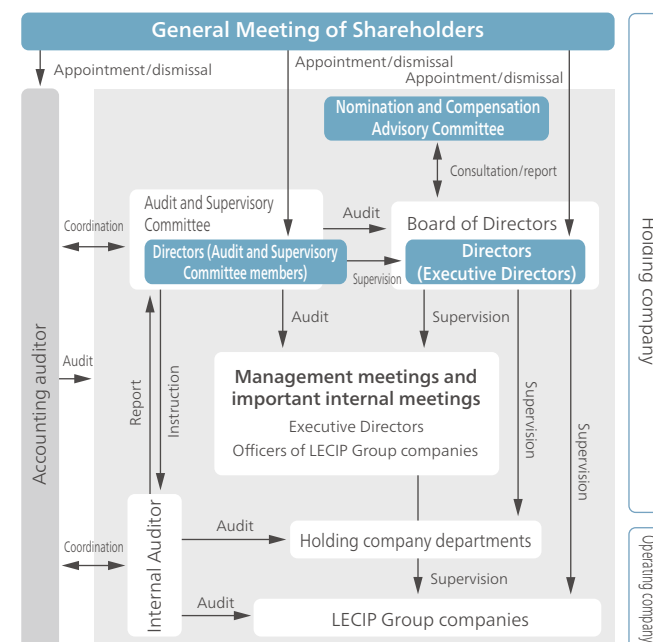 General Meeting of Shareholders
Appointment/dismissal
Appointment/dismissal
Appointment/dismissal
Nomination and Compensation
Advisory Committee
Consultation/report
Audit and Supervisory
Committee
Audit
Board of Directors
Coordination
Directors (Audit and Supervisory
Committee members)
Supervision
Directors
(Executive Directors)
Holding company
Audit
Supervision
Accounting auditor
Audit
Report
Instruction
Management meetings and
important internal meetings
Executive Directors
Officers of LECIP Group companies
Supervision
Supervision
Internal Auditor
Audit
Holding company departments
Coordination
Supervision
Operating company
Audit
LECIP Group companies